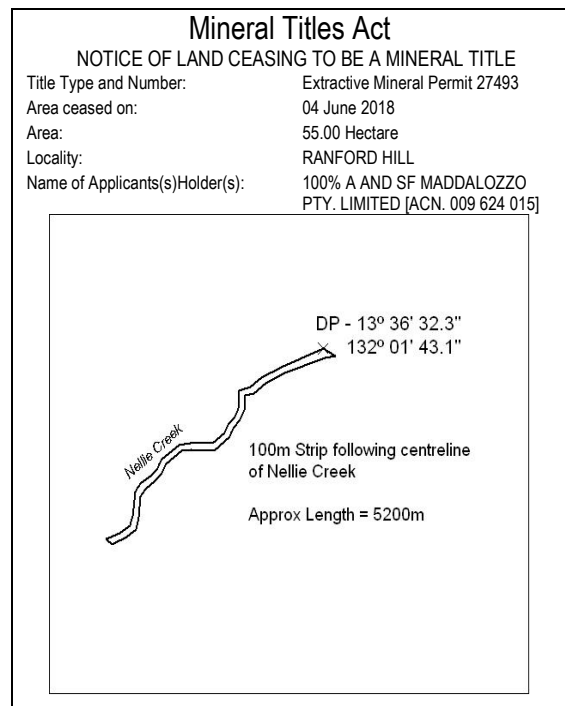 Mineral Titles Act
NOTICE OF LAND CEASING TO BE A MINERAL TITLE
Title Type and Number: Extractive Mineral Permit 27493
Area ceased on: 04 June 2018
Area: 55.00 Hectare
Locality: RANFORD HILL
Name of Applicants(s)Holder(s): 100% A AND SF MADDALOZZO
PTY. LIMITED [ACN. 009 624 015]
DP - 13º 36' 32.3"
132º 01' 43.1"
Nellie Creek
100m Strip following centreline
of Nellie Creek
Approx Length = 5200m